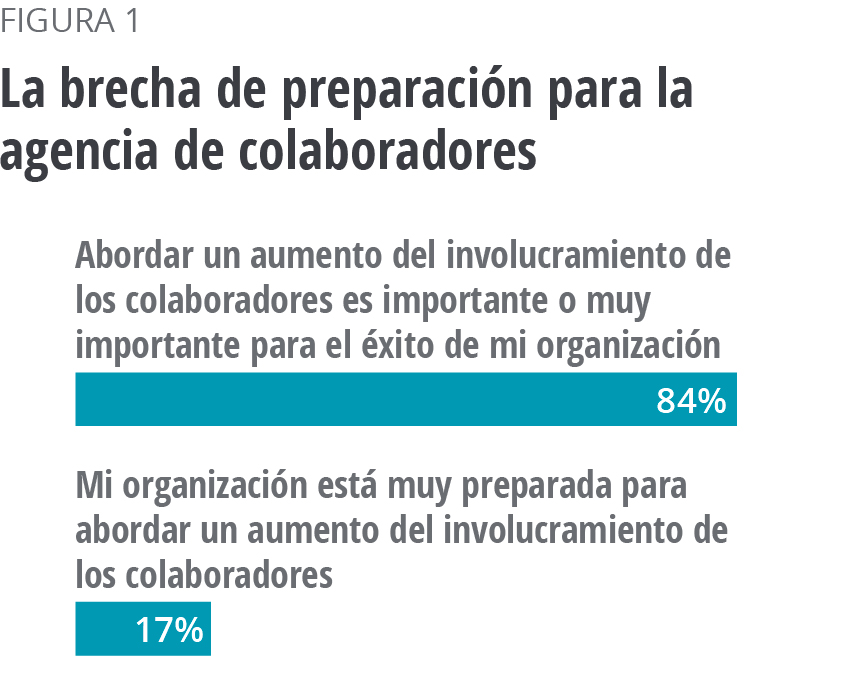 FIGURA 1
La brecha de preparación para la
agencia de colaboradores
Abordar un aumento del involucramiento de
los colaboradores es importante o muy
importante para el éxito de mi organización
84%
Mi organización está muy preparada para
abordar un aumento del involucramiento de
los colaboradores
17%